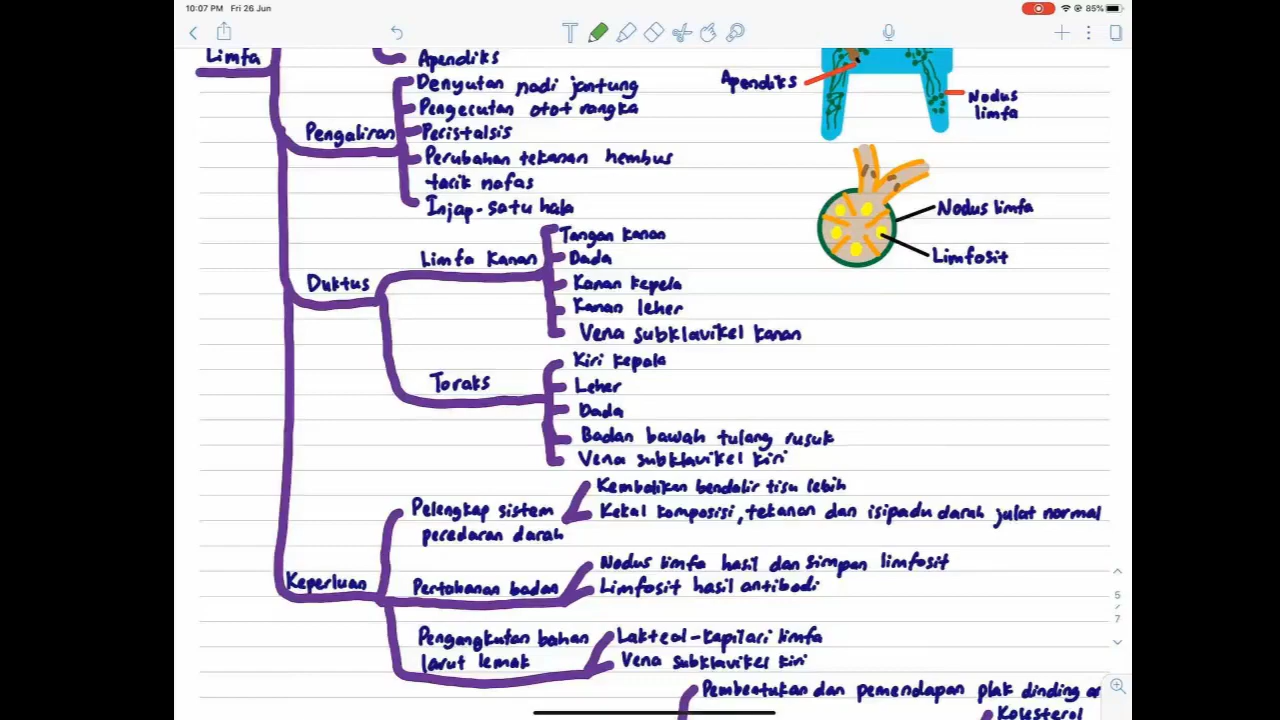 10:07 PM Fri 26 Jun
85%
Limfa
Apendiks
Pengaliran
Denyutan nadi jantung
Pengecutan otot rangka
Peristalsis
Perubahan tekanan hembus
tarik nafas
Injap-satu hala
Duktus
Limfa Kanan
Tangan kanan
Dada
Kanan kepala
Kanan leher
Vena subklavikel kanan
Toraks
Kiri kepala
Leher
Dada
Badan bawah tulang rusuk
Vena subklavikel kiri
Keperluan
Pelengkap sistem
peredaran darah
Kembalikan bendalir tisu lebih
Kekal komposisi, tekanan dan isipadu darah julat normal
Pertahanan badan
Nodus limfa hasil dan simpan limfosit
Limfosit hasil antibodi
Pengangkutan bahan
larut lemak
Lakteal-kapilari limfa
Vena subklavikel kiri
Pembentukan dan pemendapan plak dinding ar
Kolesterol
Apendiks
Nodus
limfa
Nodus limfa
Limfosit
5
/
7